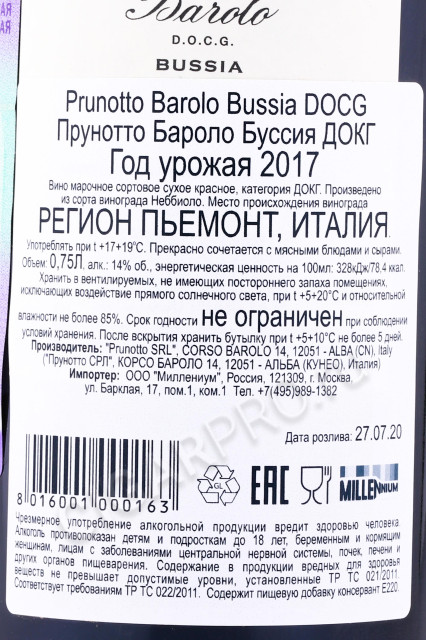 Barolo
D.O.C.G.
BUSSIA
Prunotto Barolo Bussia DOCG
Прунотто Бароло Буссия ДОКГ
Год урожая 2017
Вино марочное сортовое сухое красное, категория ДОКГ. Произведено
из сорта винограда Неббиоло. Место происхождения винограда
РЕГИОН ПЬЕМОНТ, ИТАЛИЯ.
Употреблять при t +17+19°С. Прекрасно сочетается с мясными блюдами и сырами.
Объем: 0,75Л. алк.: 14% об., энергетическая ценность на 100мл: 328кДж/78,4 ккал.
Хранить в вентилируемых, не имеющих постороннего запаха помещениях,
исключающих воздействие прямого солнечного света, при t +5+20°С и относительной
влажности не более 85%. Срок годности не ограничен при соблюдении
условий хранения. После вскрытия хранить бутылку при t +5+10°С не более 5 дней.
Производитель: "Prunotto SRL", CORSO BAROLO 14, 12051 - ALBA (CN), Italy
("Прунотто СРЛ", КОРСО БАРОЛО 14, 12051 - АЛЬБА (КУНЕО), Италия)
Импортер: ООО "Миллениум", Россия, 121309, г. Москва,
ул. Барклая, 17, пом.1, ком.1 Тел. +7(495)989-1382
Дата розлива: 27.07.20
8 016001 000163
GL
EAC
MILLENNIUM
Чрезмерное употребление алкогольной продукции вредит здоровью человека
Алкоголь противопоказан детям и подросткам до 18 лет, беременным и кормящим
женщинам, лицам с заболеваниями центральной нервной системы, почек, печени и
других органов пищеварения. Содержание в продукции вредных для здоровья
веществ не превышает допустимые уровни, установленные ТР ТС 021/2011.
Соответствует требованиям ТР ТС 022/2011. Содержит пищевую добавку консервант Е220.